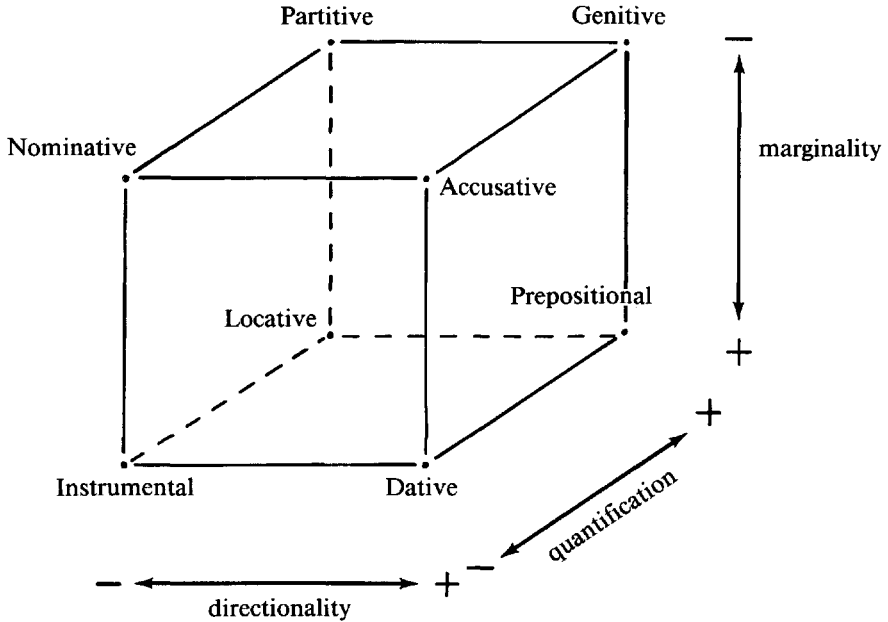 Partitive
Genitive
−
Nominative
marginality
Accusative
Prepositional
Locative
+
+
Instrumental
Dative
quantification
− + −
directionality